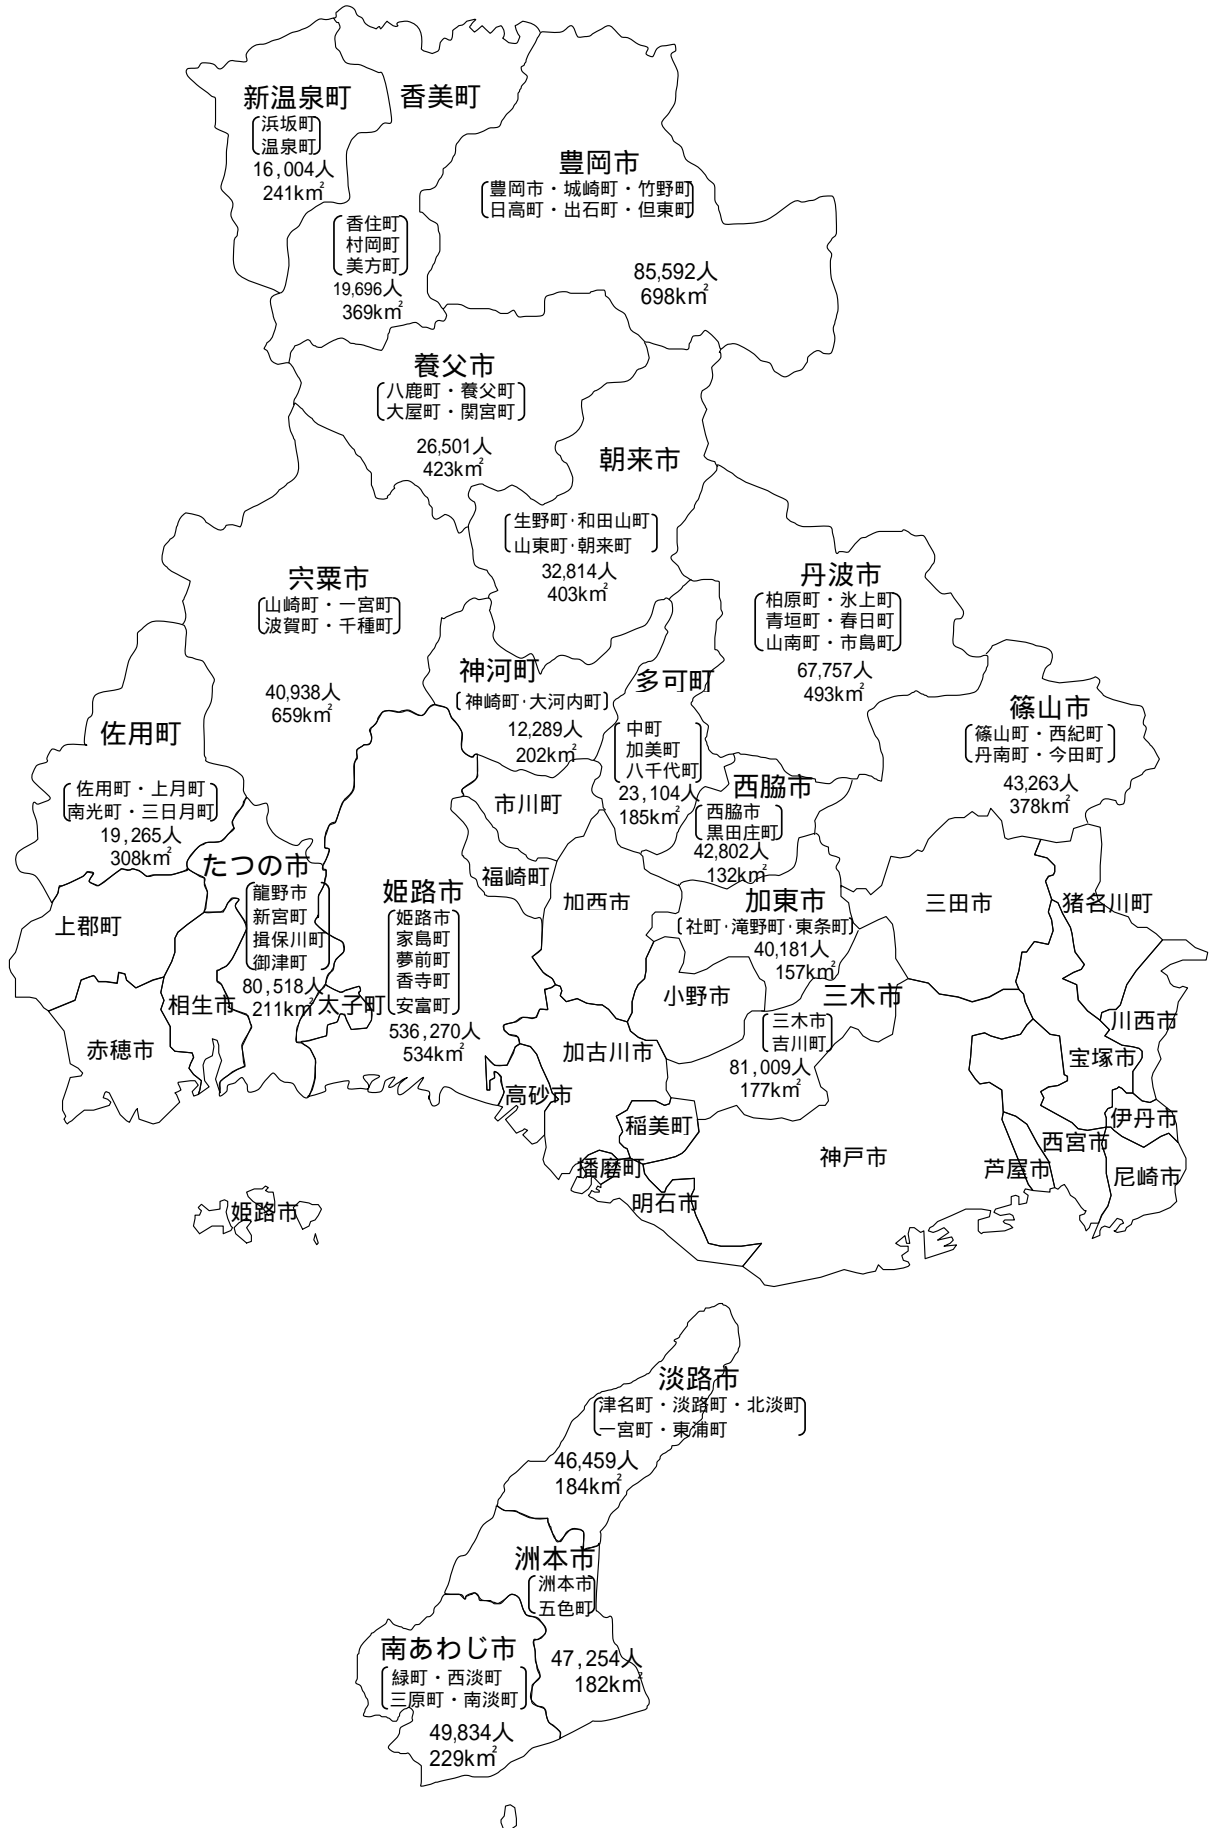 新温泉町
浜坂町
温泉町
16,004人
241km²
香美町
香住町
村岡町
美方町
19,696人
369km²
豊岡市
豊岡市・城崎町・竹野町
日高町・出石町・但東町
85,592人
698km²
養父市
八鹿町・養父町
大屋町・関宮町
26,501人
423km²
朝来市
生野町・和田山町
山東町・朝来町
32,814人
403km²
宍粟市
山崎町・一宮町
波賀町・千種町
40,938人
659km²
丹波市
柏原町・氷上町
青垣町・春日町
山南町・市島町
67,757人
493km²
神河町
神崎町・大河内町
12,289人
202km²
多可町
中町
加美町
八千代町
23,104人
185km²
篠山市
篠山町・西紀町
丹南町・今田町
43,263人
378km²
佐用町
佐用町・上月町
南光町・三日月町
19,265人
308km²
市川町
西脇市
西脇市
黒田庄町
42,802人
132km²
たつの市
龍野市
新宮町
揖保川町
御津町
80,518人
211km²
姫路市
姫路市
家島町
夢前町
香寺町
安富町
536,270人
534km²
福崎町
加西市
加東市
社町・滝野町・東条町
40,181人
157km²
三田市
猪名川町
上郡町
相生市
太子町
小野市
三木市
三木市
吉川町
81,009人
177km²
川西市
赤穂市
加古川市
宝塚市
高砂市
稲美町
伊丹市
西宮市
神戸市
芦屋市
尼崎市
播磨町
明石市
姫路市
淡路市
津名町・淡路町・北淡町
一宮町・東浦町
46,459人
184km²
洲本市
洲本市
五色町
47,254人
182km²
南あわじ市
緑町・西淡町
三原町・南淡町
49,834人
229km²